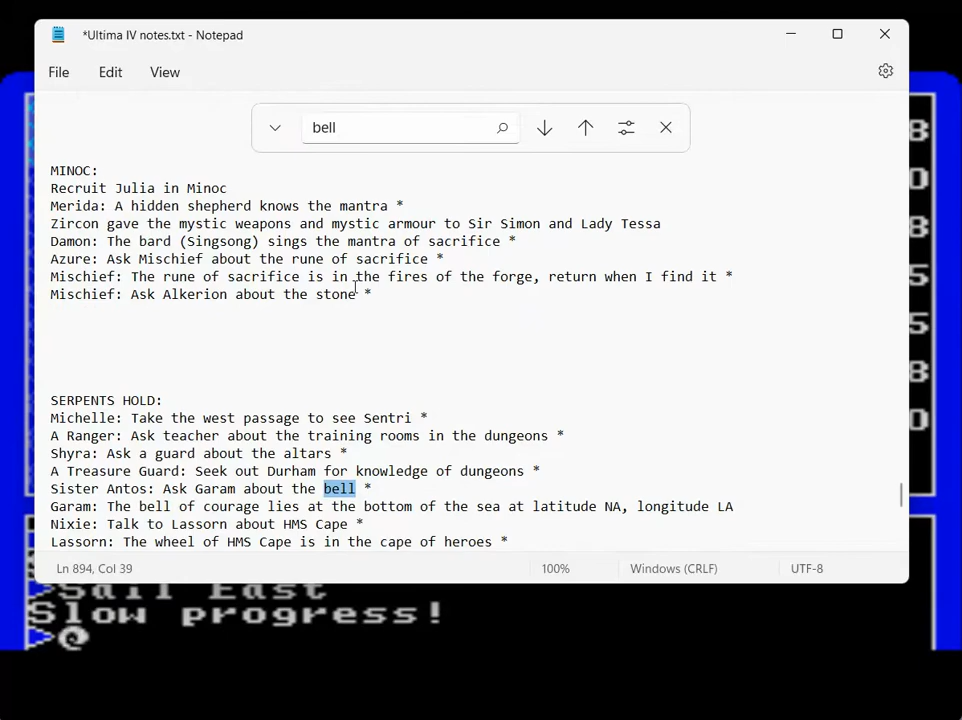 *Ultima IV notes.txt - Notepad
File Edit View
bell
MINOC:
Recruit Julia in Minoc
Merida: A hidden shepherd knows the mantra *
Zircon gave the mystic weapons and mystic armour to Sir Simon and Lady Tessa
Damon: The bard (Singsong) sings the mantra of sacrifice *
Azure: Ask Mischief about the rune of sacrifice *
Mischief: The rune of sacrifice is in the fires of the forge, return when I find it *
Mischief: Ask Alkerion about the stone *
SERPENTS HOLD:
Michelle: Take the west passage to see Sentri *
A Ranger: Ask teacher about the training rooms in the dungeons *
Shyra: Ask a guard about the altars *
A Treasure Guard: Seek out Durham for knowledge of dungeons *
Sister Antos: Ask Garam about the bell *
Garam: The bell of courage lies at the bottom of the sea at latitude NA, longitude LA
Nixie: Talk to Lassorn about HMS Cape *
Lassorn: The wheel of HMS Cape is in the cape of heroes *
Ln 894, Col 39 100% Windows (CRLF) UTF-8
8
0
8
5
5
8
0
>Sail East
Slow progress!
>@